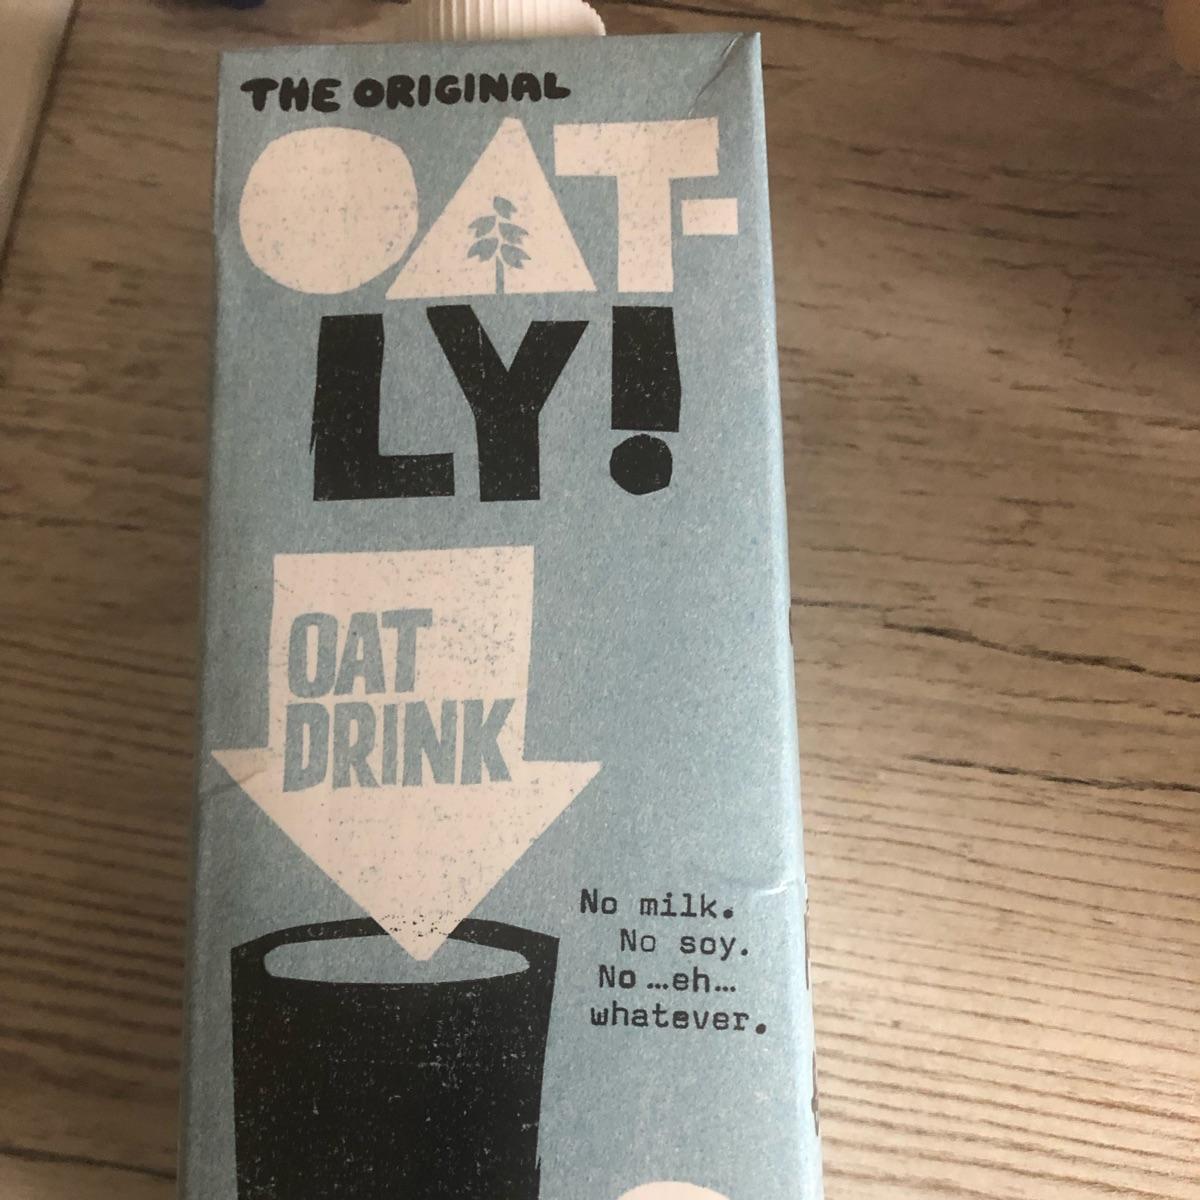 THE ORIGINAL
OAT-
LY!
OAT
DRINK
No milk.
No soy.
No ...eh...
whatever.